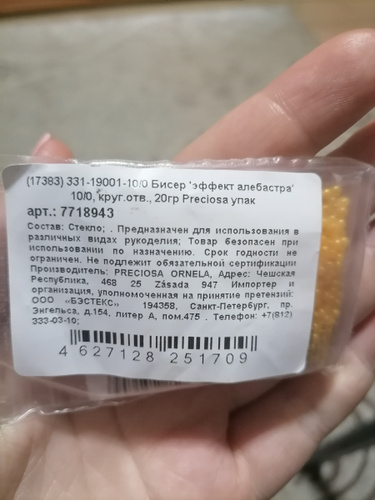 (17383) 331-19001-10/0 Бисер 'эффект алебастра'
10/0, круг.отв., 20гр Preciosa упак
арт.: 7718943
Состав: Стекло; . Предназначен для использования в
различных видах рукоделия; Товар безопасен при
использовании по назначению. Срок годности не
ограничен. Не подлежит обязательной сертификации
Производитель: PRECIOSA ORNELA, Адрес: Чешская
Республика, 468 25 Zásada 947 Импортер и
организация, уполномоченная на принятие претензий:
ООО «БЭСТЕКС» 194358, Санкт-Петербург, пр.
Энгельса, д.154, литер А, пом.475 . Телефон: +7(812)
333-03-10;
4 627128 251709